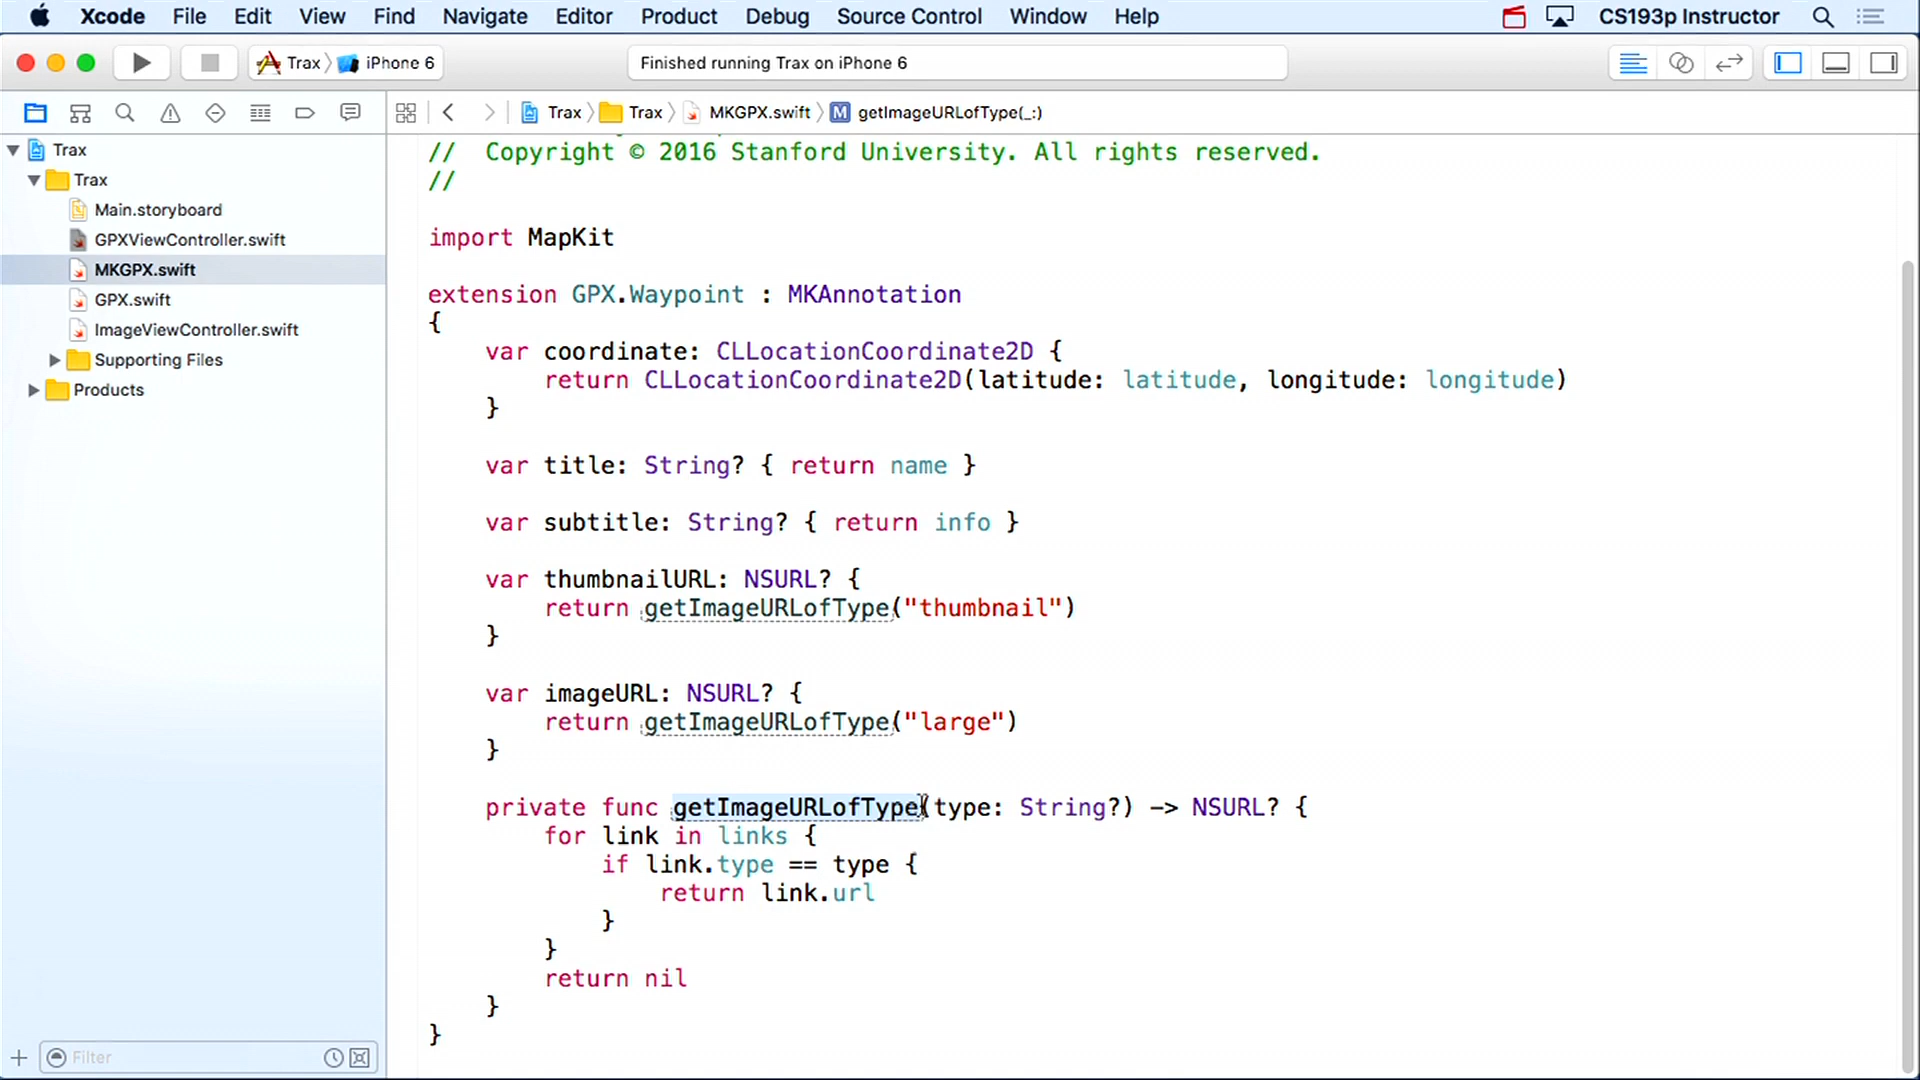 Xcode File Edit View Find Navigate Editor Product Debug Source Control Window Help CS193p Instructor
Trax iPhone 6 Finished running Trax on iPhone 6
Trax Trax MKGPX.swift M getImageURLofType(_:)
Trax
Trax
Main.storyboard
GPXViewController.swift
MKGPX.swift
GPX.swift
ImageViewController.swift
Supporting Files
Products
Filter
// Copyright © 2016 Stanford University. All rights reserved.
//
import MapKit
extension GPX.Waypoint : MKAnnotation
{
var coordinate: CLLocationCoordinate2D {
return CLLocationCoordinate2D(latitude: latitude, longitude: longitude)
}
var title: String? { return name }
var subtitle: String? { return info }
var thumbnailURL: NSURL? {
return getImageURLofType("thumbnail")
}
var imageURL: NSURL? {
return getImageURLofType("large")
}
private func getImageURLofType(type: String?) -> NSURL? {
for link in links {
if link.type == type {
return link.url
}
}
return nil
}
}